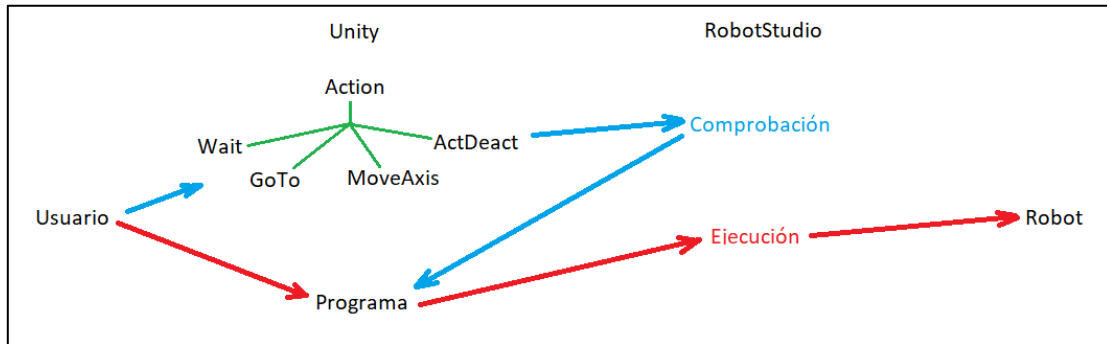 Unity
RobotStudio
Action
Wait
GoTo
MoveAxis
ActDeact
Comprobación
Usuario
Programa
Ejecución
Robot